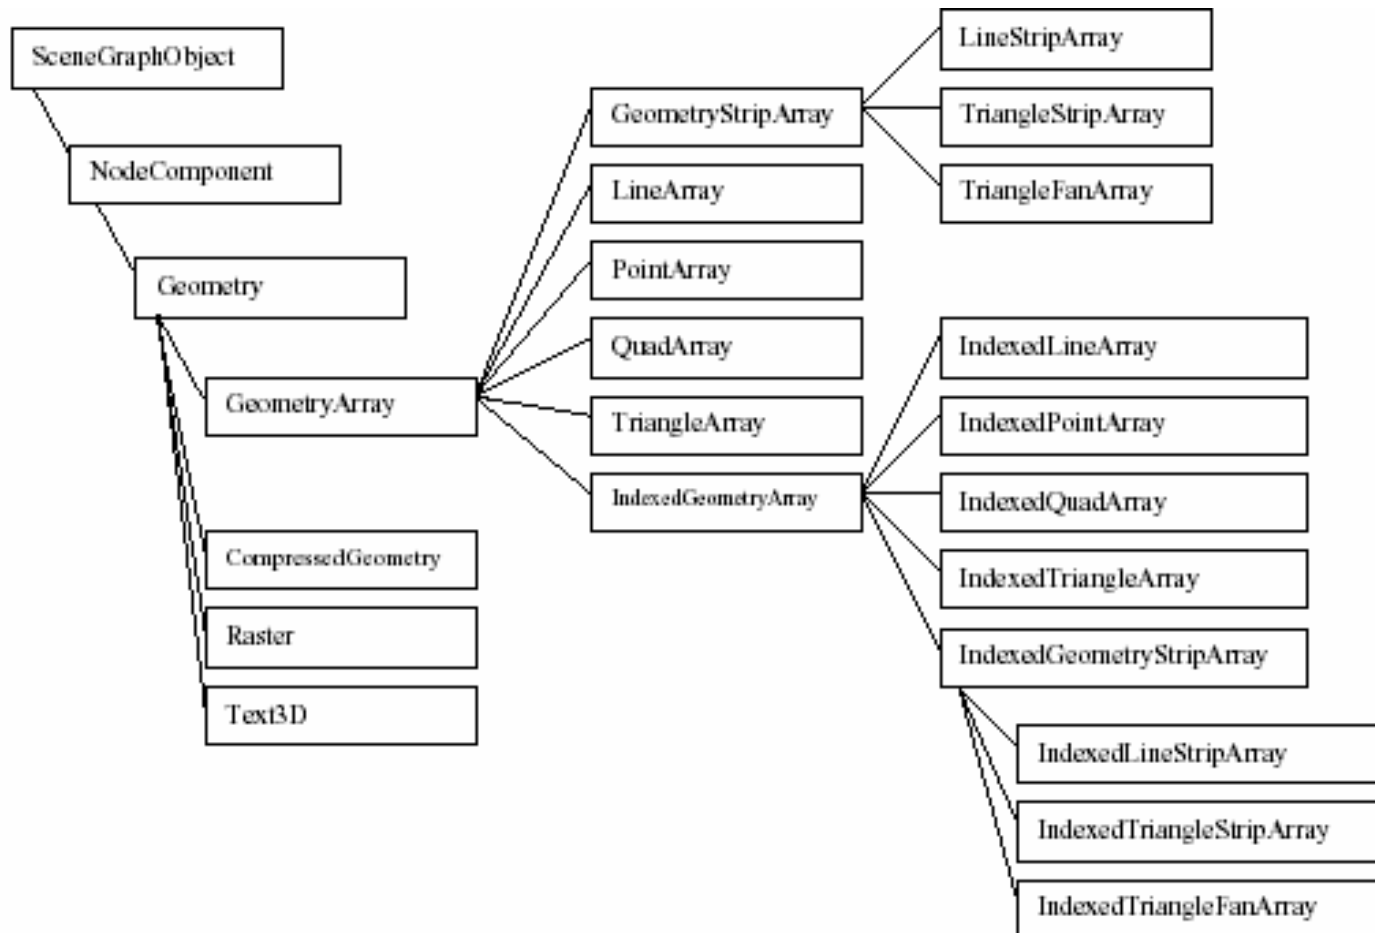 SceneGraphObject
NodeComponent
Geometry
GeometryArray
CompressedGeometry
Raster
Text3D
GeometryStripArray
LineArray
PointArray
QuadArray
TriangleArray
IndexedGeometryArray
LineStripArray
TriangleStripArray
TriangleFanArray
IndexedLineArray
IndexedPointArray
IndexedQuadArray
IndexedTriangleArray
IndexedGeometryStripArray
IndexedLineStripArray
IndexedTriangleStripArray
IndexedTriangleFanArray